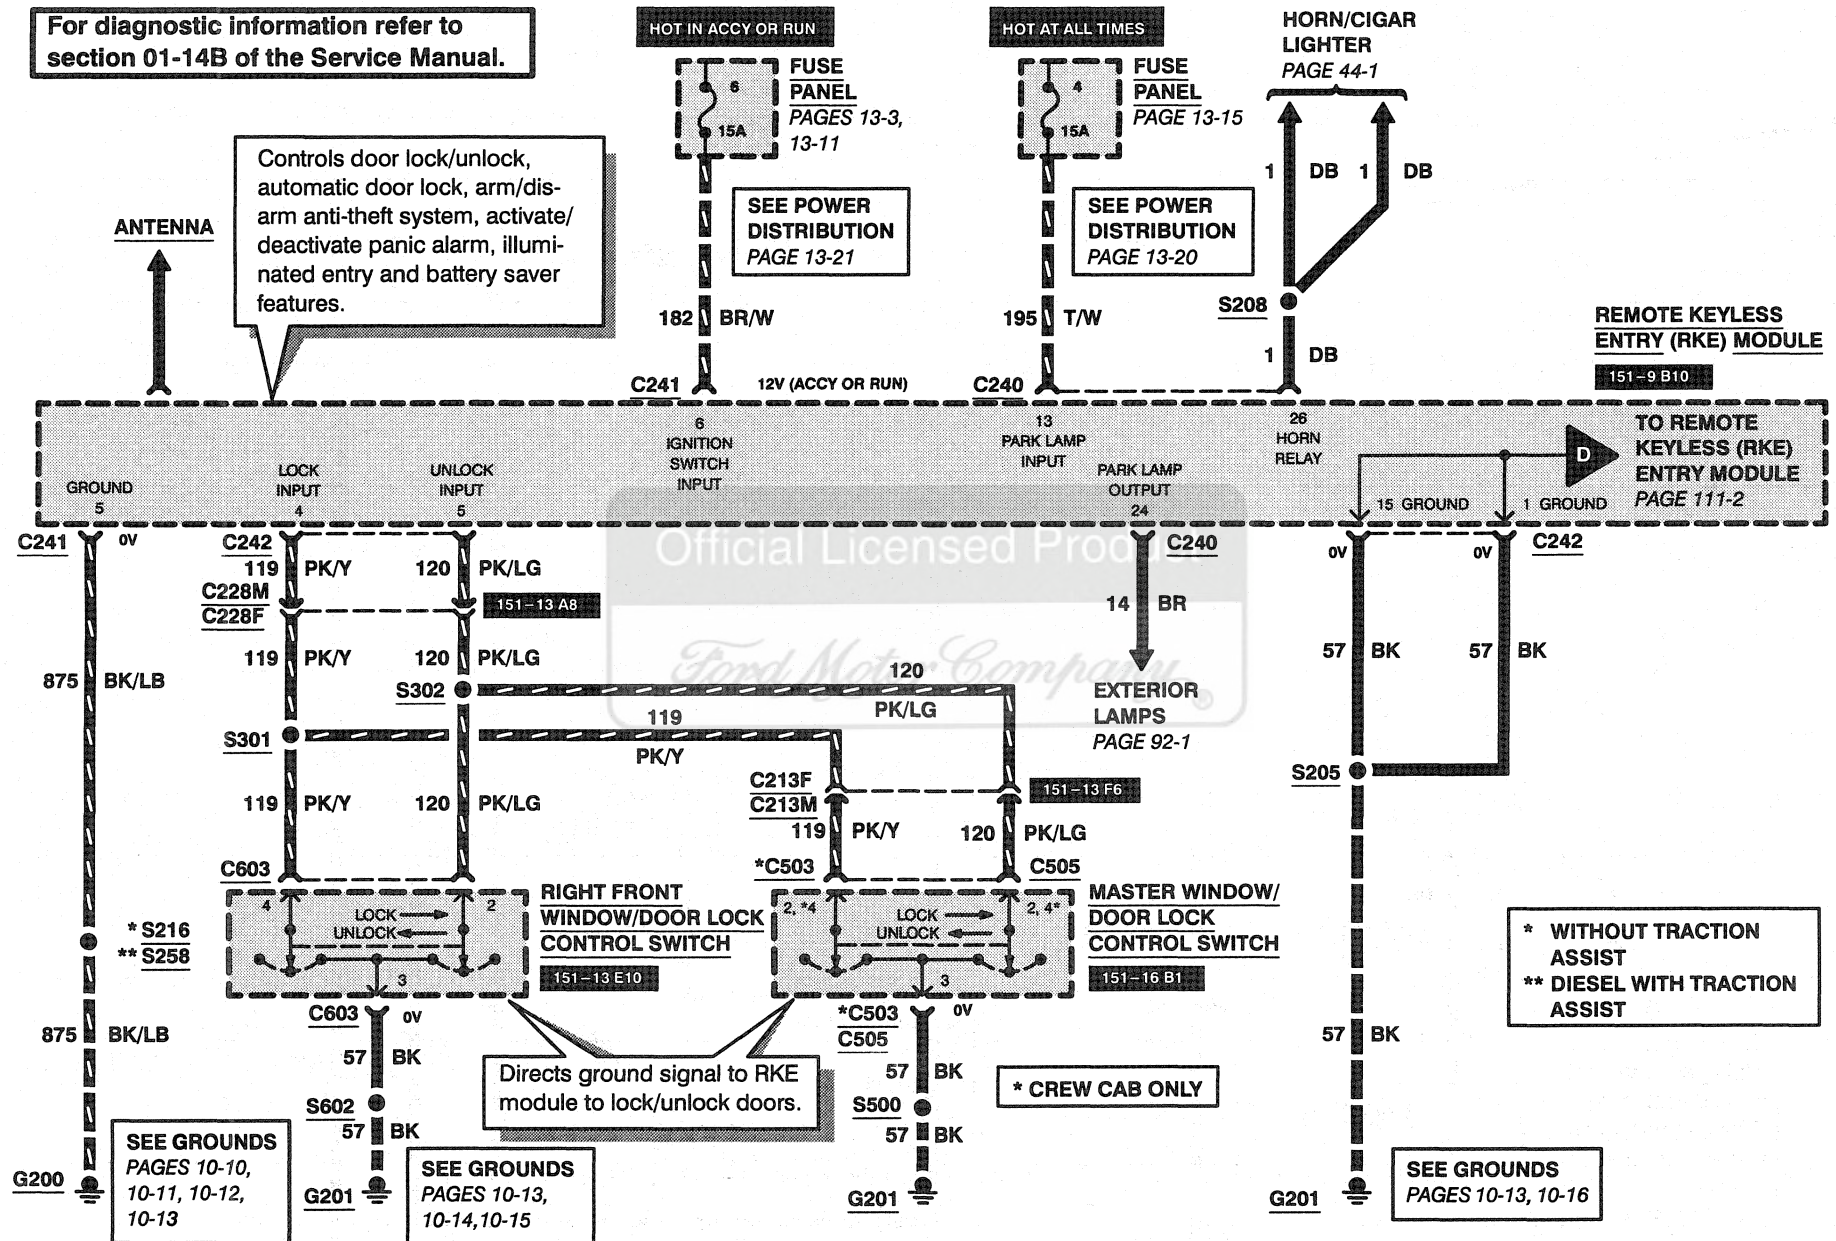 For diagnostic information refer to
section 01-14B of the Service Manual.
HOT IN ACCY OR RUN
6
15A
FUSE
PANEL
PAGES 13-3,
13-11
HOT AT ALL TIMES
4
15A
FUSE
PANEL
PAGE 13-15
HORN/CIGAR
LIGHTER
PAGE 44-1
1 DB 1 DB
Controls door lock/unlock,
automatic door lock, arm/dis-
arm anti-theft system, activate/
deactivate panic alarm, illumi-
nated entry and battery saver
features.
ANTENNA
SEE POWER
DISTRIBUTION
PAGE 13-21
SEE POWER
DISTRIBUTION
PAGE 13-20
182 BR/W
195 T/W
S208
1 DB
REMOTE KEYLESS
ENTRY (RKE) MODULE
151-9 B10
C241
12V (ACCY OR RUN)
C240
6
IGNITION
SWITCH
INPUT
13
PARK LAMP
INPUT
26
HORN
RELAY
D
TO REMOTE
KEYLESS (RKE)
ENTRY MODULE
PAGE 111-2
GROUND
5
LOCK
INPUT
4
UNLOCK
INPUT
5
PARK LAMP
OUTPUT
24
15 GROUND
1 GROUND
C241
0V
C242
C240
0V
0V
C242
Official Licensed Product
Ford Motor Company
®
119 PK/Y
120 PK/LG
C228M
C228F
151-13 A8
14 BR
EXTERIOR
LAMPS
PAGE 92-1
119 PK/Y
120 PK/LG
875 BK/LB
57 BK
57 BK
S302
120
PK/LG
S301
119
PK/Y
S205
C213F
C213M
151-13 F6
119 PK/Y
120 PK/LG
119 PK/Y
120 PK/LG
C603
*C503
C505
4
2
LOCK
UNLOCK
3
RIGHT FRONT
WINDOW/DOOR LOCK
CONTROL SWITCH
151-13 E10
2, *4
2, 4*
LOCK
UNLOCK
3
MASTER WINDOW/
DOOR LOCK
CONTROL SWITCH
151-16 B1
* S216
** S258
* WITHOUT TRACTION
ASSIST
** DIESEL WITH TRACTION
ASSIST
C603
0V
*C503
C505
0V
875 BK/LB
57 BK
57 BK
57 BK
Directs ground signal to RKE
module to lock/unlock doors.
* CREW CAB ONLY
S602
S500
57 BK
57 BK
G200
SEE GROUNDS
PAGES 10-10,
10-11, 10-12,
10-13
G201
SEE GROUNDS
PAGES 10-13,
10-14,10-15
G201
G201
SEE GROUNDS
PAGES 10-13, 10-16